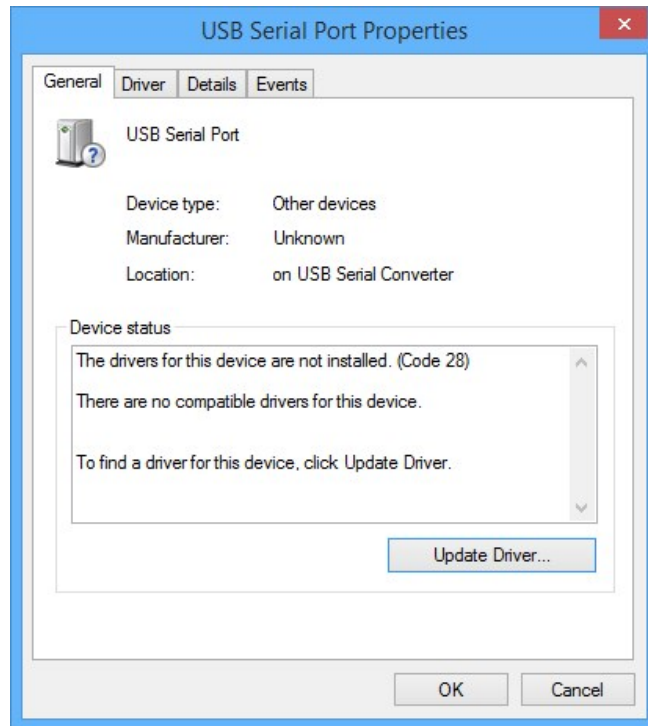 USB Serial Port Properties
General Driver Details Events
USB Serial Port
Device type: Other devices
Manufacturer: Unknown
Location: on USB Serial Converter
Device status
The drivers for this device are not installed. (Code 28)
There are no compatible drivers for this device.
To find a driver for this device, click Update Driver.
Update Driver...
OK Cancel